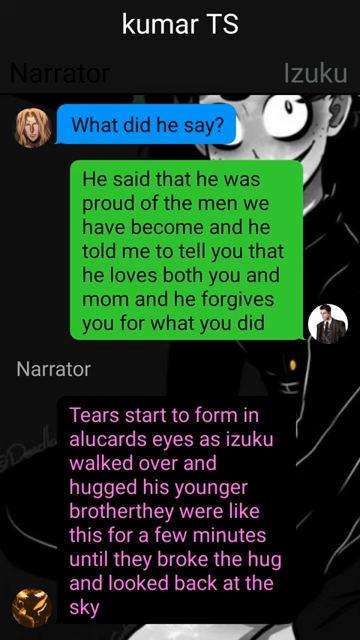 kumar TS
Narrator
Izuku
What did he say?
He said that he was
proud of the men we
have become and he
told me to tell you that
he loves both you and
mom and he forgives
you for what you did
Narrator
Tears start to form in
alucards eyes as izuku
walked over and
hugged his younger
brotherthey were like
this for a few minutes
until they broke the hug
and looked back at the
sky